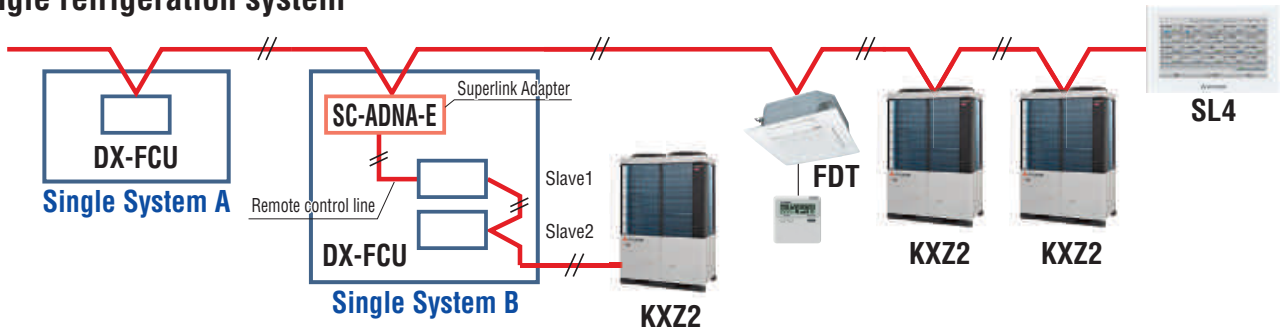 ngle refrigeration system
SL4
Superlink Adapter
SC-ADNA-E
DX-FCU
Single System A
Remote control line
Slave1
Slave2
DX-FCU
Single System B
KXZ2
FDT
KXZ2
KXZ2